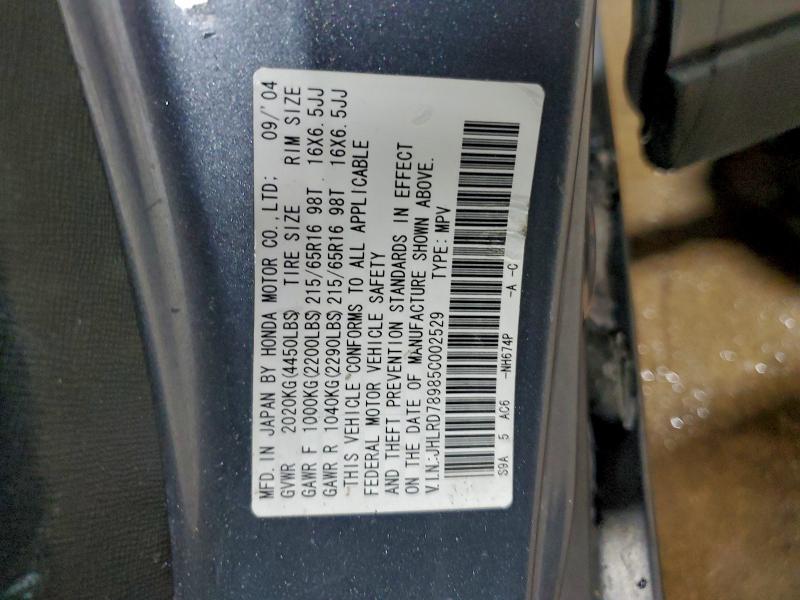 MFD. IN JAPAN BY HONDA MOTOR CO., LTD; 09/'04
GVWR 2020KG(4450LBS) TIRE SIZE RIM SIZE
GAWR F 1000KG(2200LBS)215/65R16 98T. 16X6.5JJ
GAWR R 1040KG(2290LBS)215/65R16 98T 16X6.5JJ
THIS VEHICLE CONFORMS TO ALL APPLICABLE
FEDERAL MOTOR VEHICLE SAFETY
AND THEFT PREVENTION STANDARDS IN EFFECT
ON THE DATE OF MANUFACTURE SHOWN ABOVE.
V.I.N:JHLRD78985C002529 TYPE: MPV
S9A 5 AC6 -NH674P -A -C